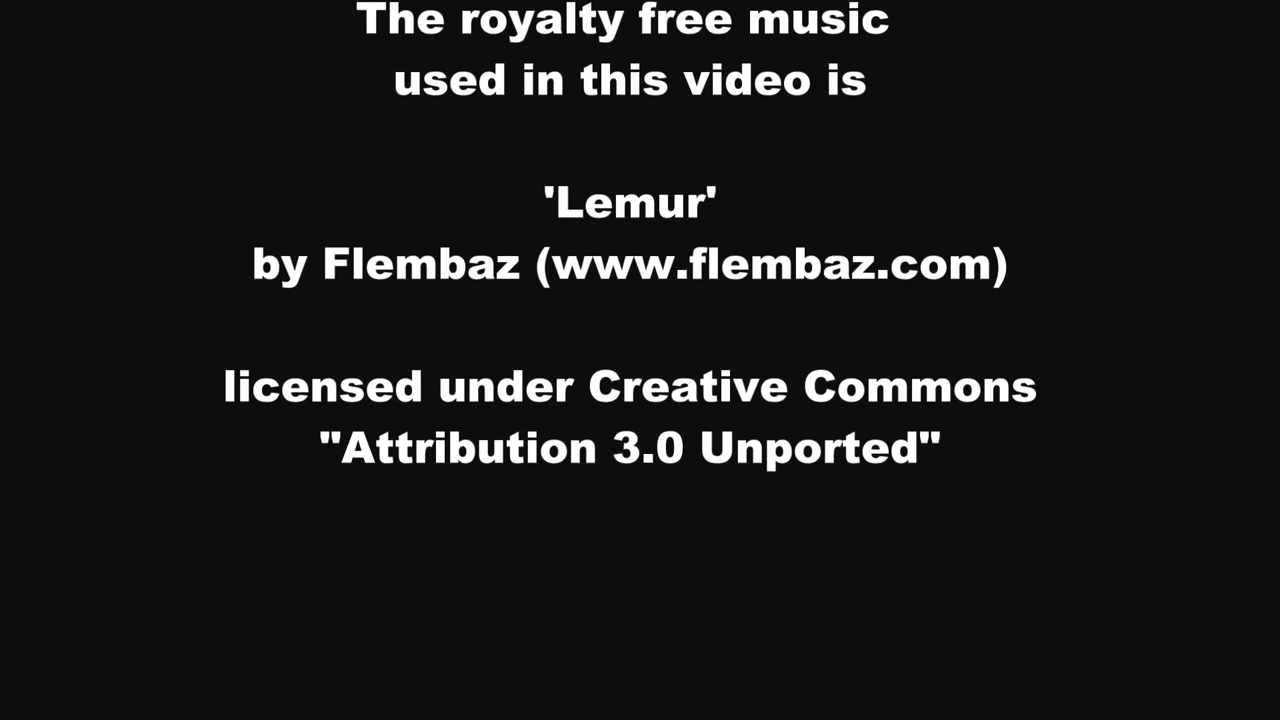 The royalty free music
used in this video is
'Lemur'
by Flembaz (www.flembaz.com)
licensed under Creative Commons
"Attribution 3.0 Unported"